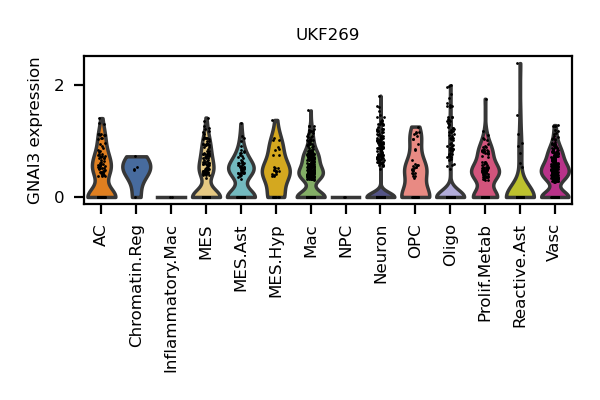 UKF269
GNAI3 expression
2
0
AC
Chromatin.Reg
Inflammatory.Mac
MES
MES.Ast
MES.Hyp
Mac
NPC
Neuron
OPC
Oligo
Prolif.Metab
Reactive.Ast
Vasc